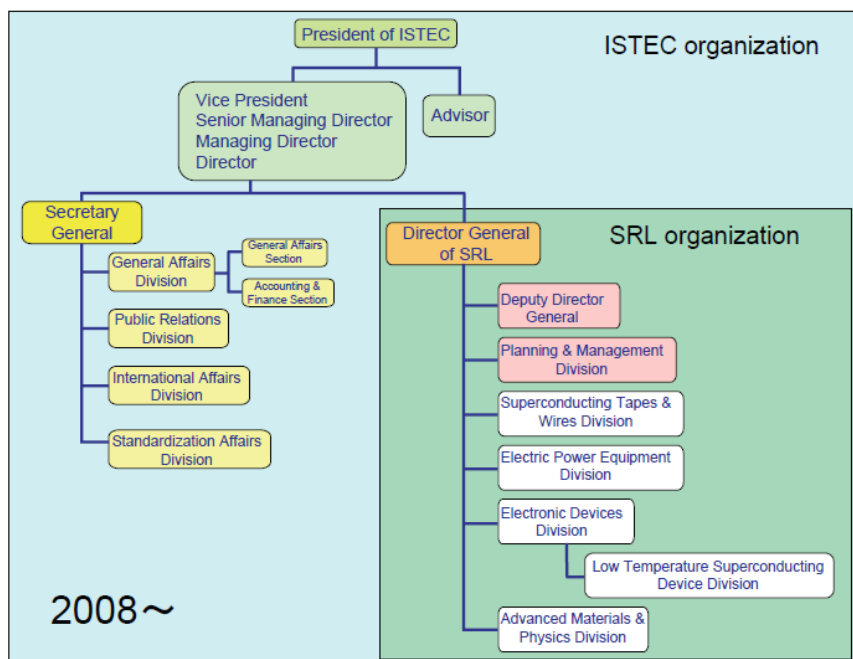 President of ISTEC
ISTEC organization
Vice President
Senior Managing Director
Managing Director
Director
Advisor
Secretary
General
General Affairs
Division
General Affairs
Section
Accounting &
Finance Section
Public Relations
Division
International Affairs
Division
Standardization Affairs
Division
2008～
Director General
of SRL
SRL organization
Deputy Director
General
Planning & Management
Division
Superconducting Tapes &
Wires Division
Electric Power Equipment
Division
Electronic Devices
Division
Low Temperature Superconducting
Device Division
Advanced Materials &
Physics Division